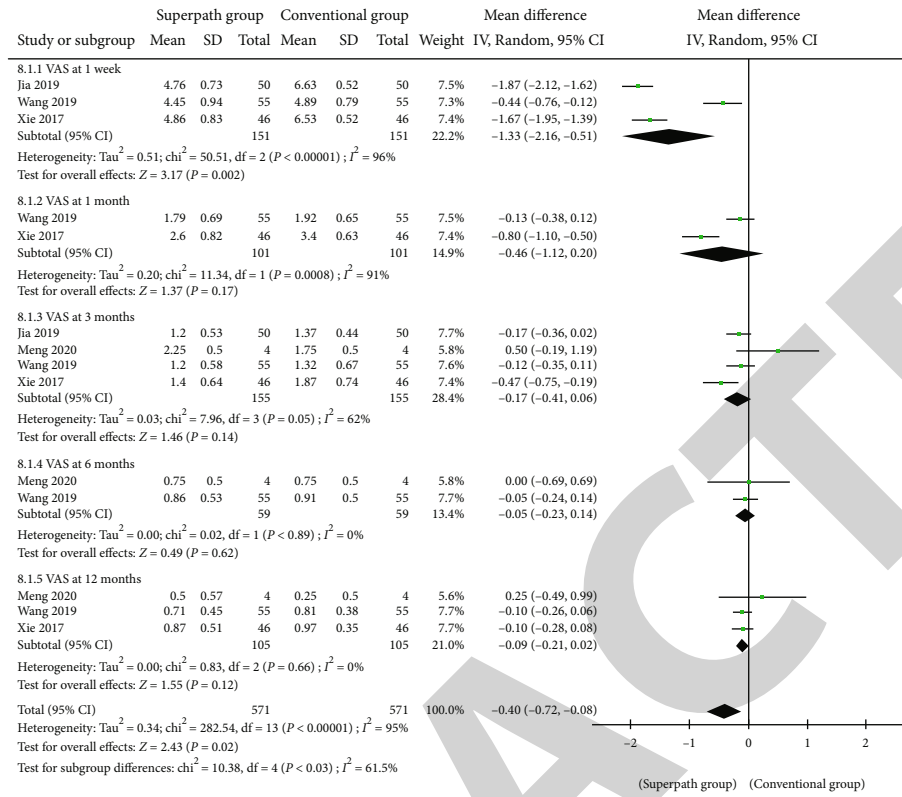 Superpath group Conventional group Mean difference Mean difference
Study or subgroup Mean SD Total Mean SD Total Weight IV, Random, 95% CI IV, Random, 95% CI
8.1.1 VAS at 1 week
Jia 2019 4.76 0.73 50 6.63 0.52 50 7.5% −1.87 (−2.12, −1.62)
Wang 2019 4.45 0.94 55 4.89 0.79 55 7.3% −0.44 (−0.76, −0.12)
Xie 2017 4.86 0.83 46 6.53 0.52 46 7.4% −1.67 (−1.95, −1.39)
Subtotal (95% CI) 151 151 22.2% −1.33 (−2.16, −0.51)
Heterogeneity: Tau² = 0.51; chi² = 50.51, df = 2 (P < 0.00001) ; I² = 96%
Test for overall effects: Z = 3.17 (P = 0.002)
8.1.2 VAS at 1 month
Wang 2019 1.79 0.69 55 1.92 0.65 55 7.5% −0.13 (−0.38, 0.12)
Xie 2017 2.6 0.82 46 3.4 0.63 46 7.4% −0.80 (−1.10, −0.50)
Subtotal (95% CI) 101 101 14.9% −0.46 (−1.12, 0.20)
Heterogeneity: Tau² = 0.20; chi² = 11.34, df = 1 (P = 0.0008) ; I² = 91%
Test for overall effects: Z = 1.37 (P = 0.17)
8.1.3 VAS at 3 months
Jia 2019 1.2 0.53 50 1.37 0.44 50 7.7% −0.17 (−0.36, 0.02)
Meng 2020 2.25 0.5 4 1.75 0.5 4 5.8% 0.50 (−0.19, 1.19)
Wang 2019 1.2 0.58 55 1.32 0.67 55 7.6% −0.12 (−0.35, 0.11)
Xie 2017 1.4 0.64 46 1.87 0.74 46 7.4% −0.47 (−0.75, −0.19)
Subtotal (95% CI) 155 155 28.4% −0.17 (−0.41, 0.06)
Heterogeneity: Tau² = 0.03; chi² = 7.96, df = 3 (P = 0.05) ; I² = 62%
Test for overall effects: Z = 1.46 (P = 0.14)
8.1.4 VAS at 6 months
Meng 2020 0.75 0.5 4 0.75 0.5 4 5.8% 0.00 (−0.69, 0.69)
Wang 2019 0.86 0.53 55 0.91 0.5 55 7.7% −0.05 (−0.24, 0.14)
Subtotal (95% CI) 59 59 13.4% −0.05 (−0.23, 0.14)
Heterogeneity: Tau² = 0.00; chi² = 0.02, df = 1 (P < 0.89) ; I² = 0%
Test for overall effects: Z = 0.49 (P = 0.62)
8.1.5 VAS at 12 months
Meng 2020 0.5 0.57 4 0.25 0.5 4 5.6% 0.25 (−0.49, 0.99)
Wang 2019 0.71 0.45 55 0.81 0.38 55 7.7% −0.10 (−0.26, 0.06)
Xie 2017 0.87 0.51 46 0.97 0.35 46 7.7% −0.10 (−0.28, 0.08)
Subtotal (95% CI) 105 105 21.0% −0.09 (−0.21, 0.02)
Heterogeneity: Tau² = 0.00; chi² = 0.83, df = 2 (P = 0.66) ; I² = 0%
Test for overall effects: Z = 1.55 (P = 0.12)
Total (95% CI) 571 571 100.0% −0.40 (−0.72, −0.08)
Heterogeneity: Tau² = 0.34; chi² = 282.54, df = 13 (P < 0.00001) ; I² = 95%
Test for overall effects: Z = 2.43 (P = 0.02)
Test for subgroup differences: chi² = 10.38, df = 4 (P < 0.03) ; I² = 61.5%
−2 −1 0 1 2
(Superpath group) (Conventional group)
ACTE